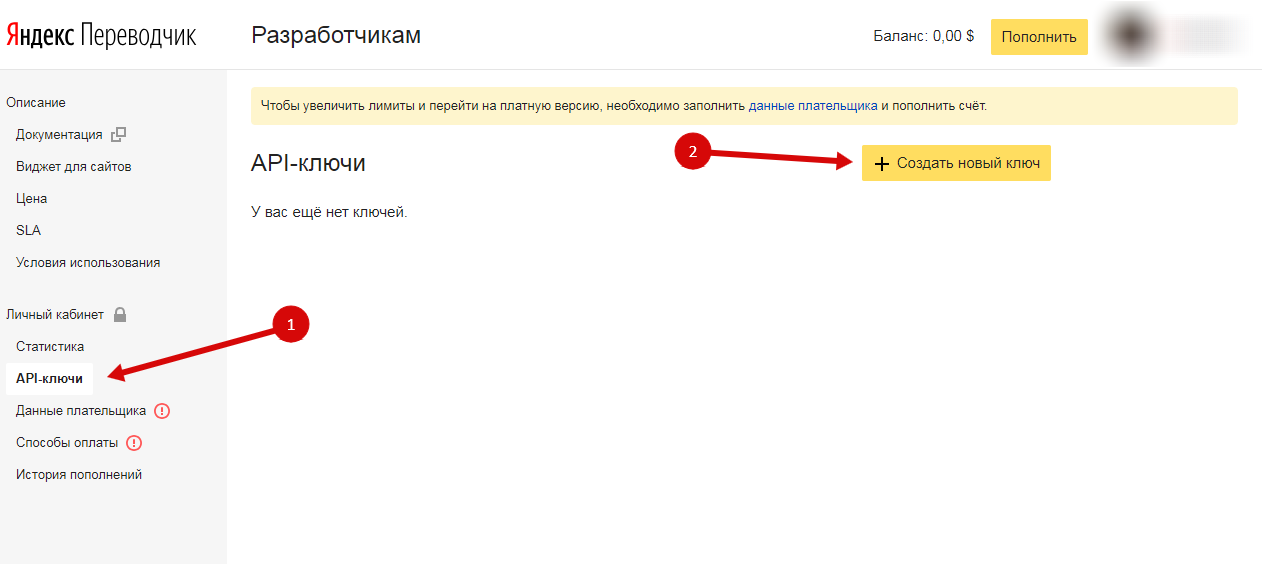 Яндекс Переводчик
Разработчикам
Баланс: 0,00 $
Пополнить
Описание
Документация
Виджет для сайтов
Цена
SLA
Условия использования
Личный кабинет
Статистика
API-ключи
Данные плательщика
Способы оплаты
История пополнений
1
Чтобы увеличить лимиты и перейти на платную версию, необходимо заполнить данные плательщика и пополнить счёт.
API-ключи
2
Создать новый ключ
У вас ещё нет ключей.